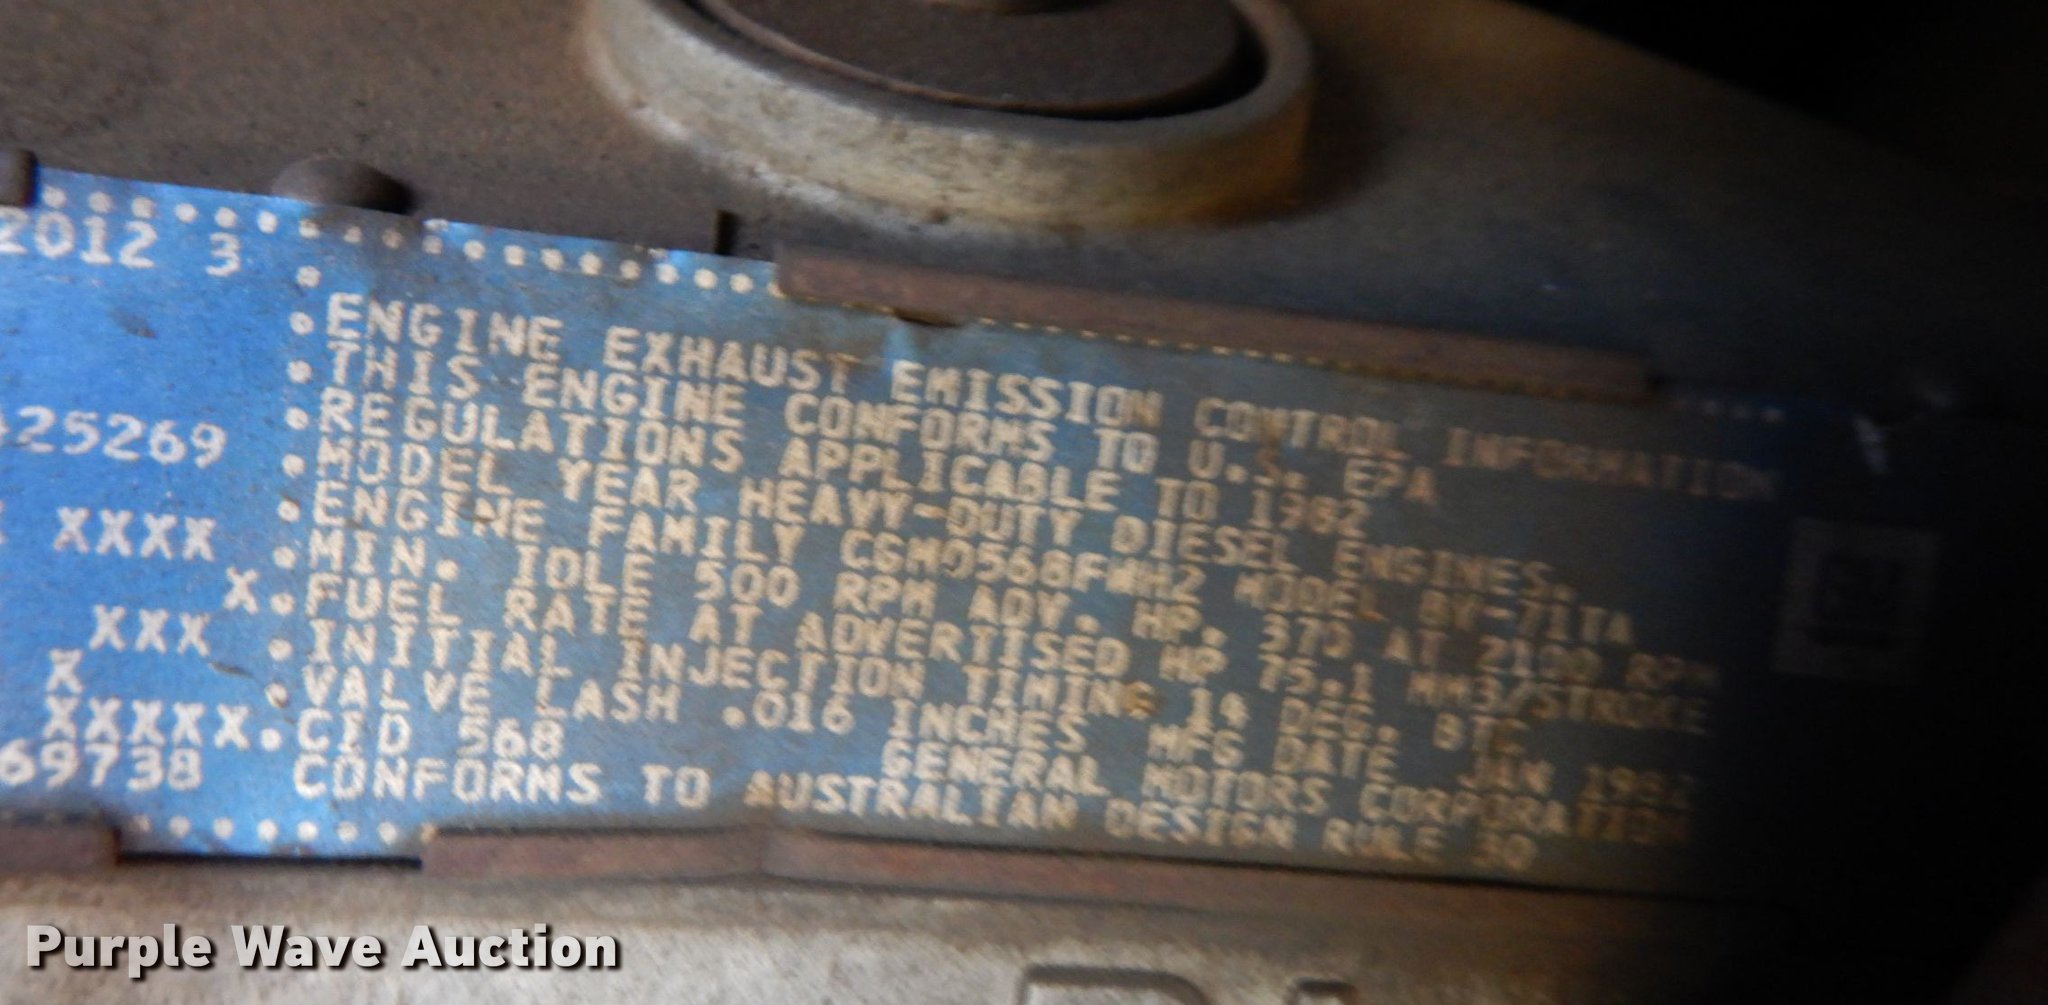 2012 3
25269
XXXX
X
XXX
X
XXXXX
69738
ENGINE EXHAUST EMISSION CONTROL INFORMATION
THIS ENGINE CONFORMS TO U.S. EPA
REGULATIONS APPLICABLE TO 1982
MODEL YEAR HEAVY-DUTY DIESEL ENGINES.
ENGINE FAMILY CGM0568FWH2 MODEL 8V-71TA
MIN. IDLE 500 RPM ADV. HP. 370 AT 2100 RPM
FUEL RATE AT ADVERTISED HP 75.1 MM3/STROKE
INITIAL INJECTION TIMING 14 DEG. BTC
VALVE LASH .016 INCHES MFG DATE JAN 1982
CID 568 GENERAL MOTORS CORPORATION
CONFORMS TO AUSTRALIAN DESIGN RULE 30
Purple Wave Auction